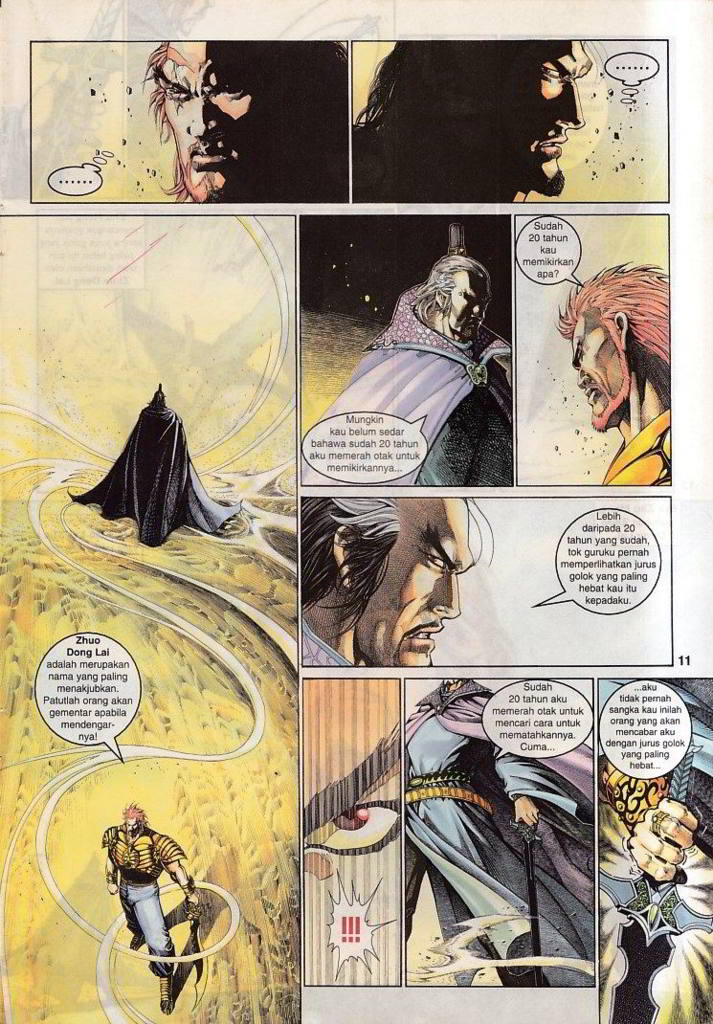 ......
......
Zhuo
Dong Lai
adalah merupakan
nama yang paling
menakjubkan.
Patutlah orang akan
gementar apabila
mendengar-
nya!
Mungkin
kau belum sedar
bahawa sudah 20 tahun
aku memerah otak untuk
memikirkannya...
Sudah
20 tahun
kau
memikirkan
apa?
Lebih
daripada 20
tahun yang sudah,
tok guruku pernah
memperlihatkan jurus
golok yang paling
hebat kau itu
kepadaku.
11
!!!
Sudah
20 tahun aku
memerah otak untuk
mencari cara untuk
mematahkannya.
Cuma...
...aku
tidak pernah
sangka kau inilah
orang yang akan
mencabar aku
dengan jurus golok
yang paling
hebat...